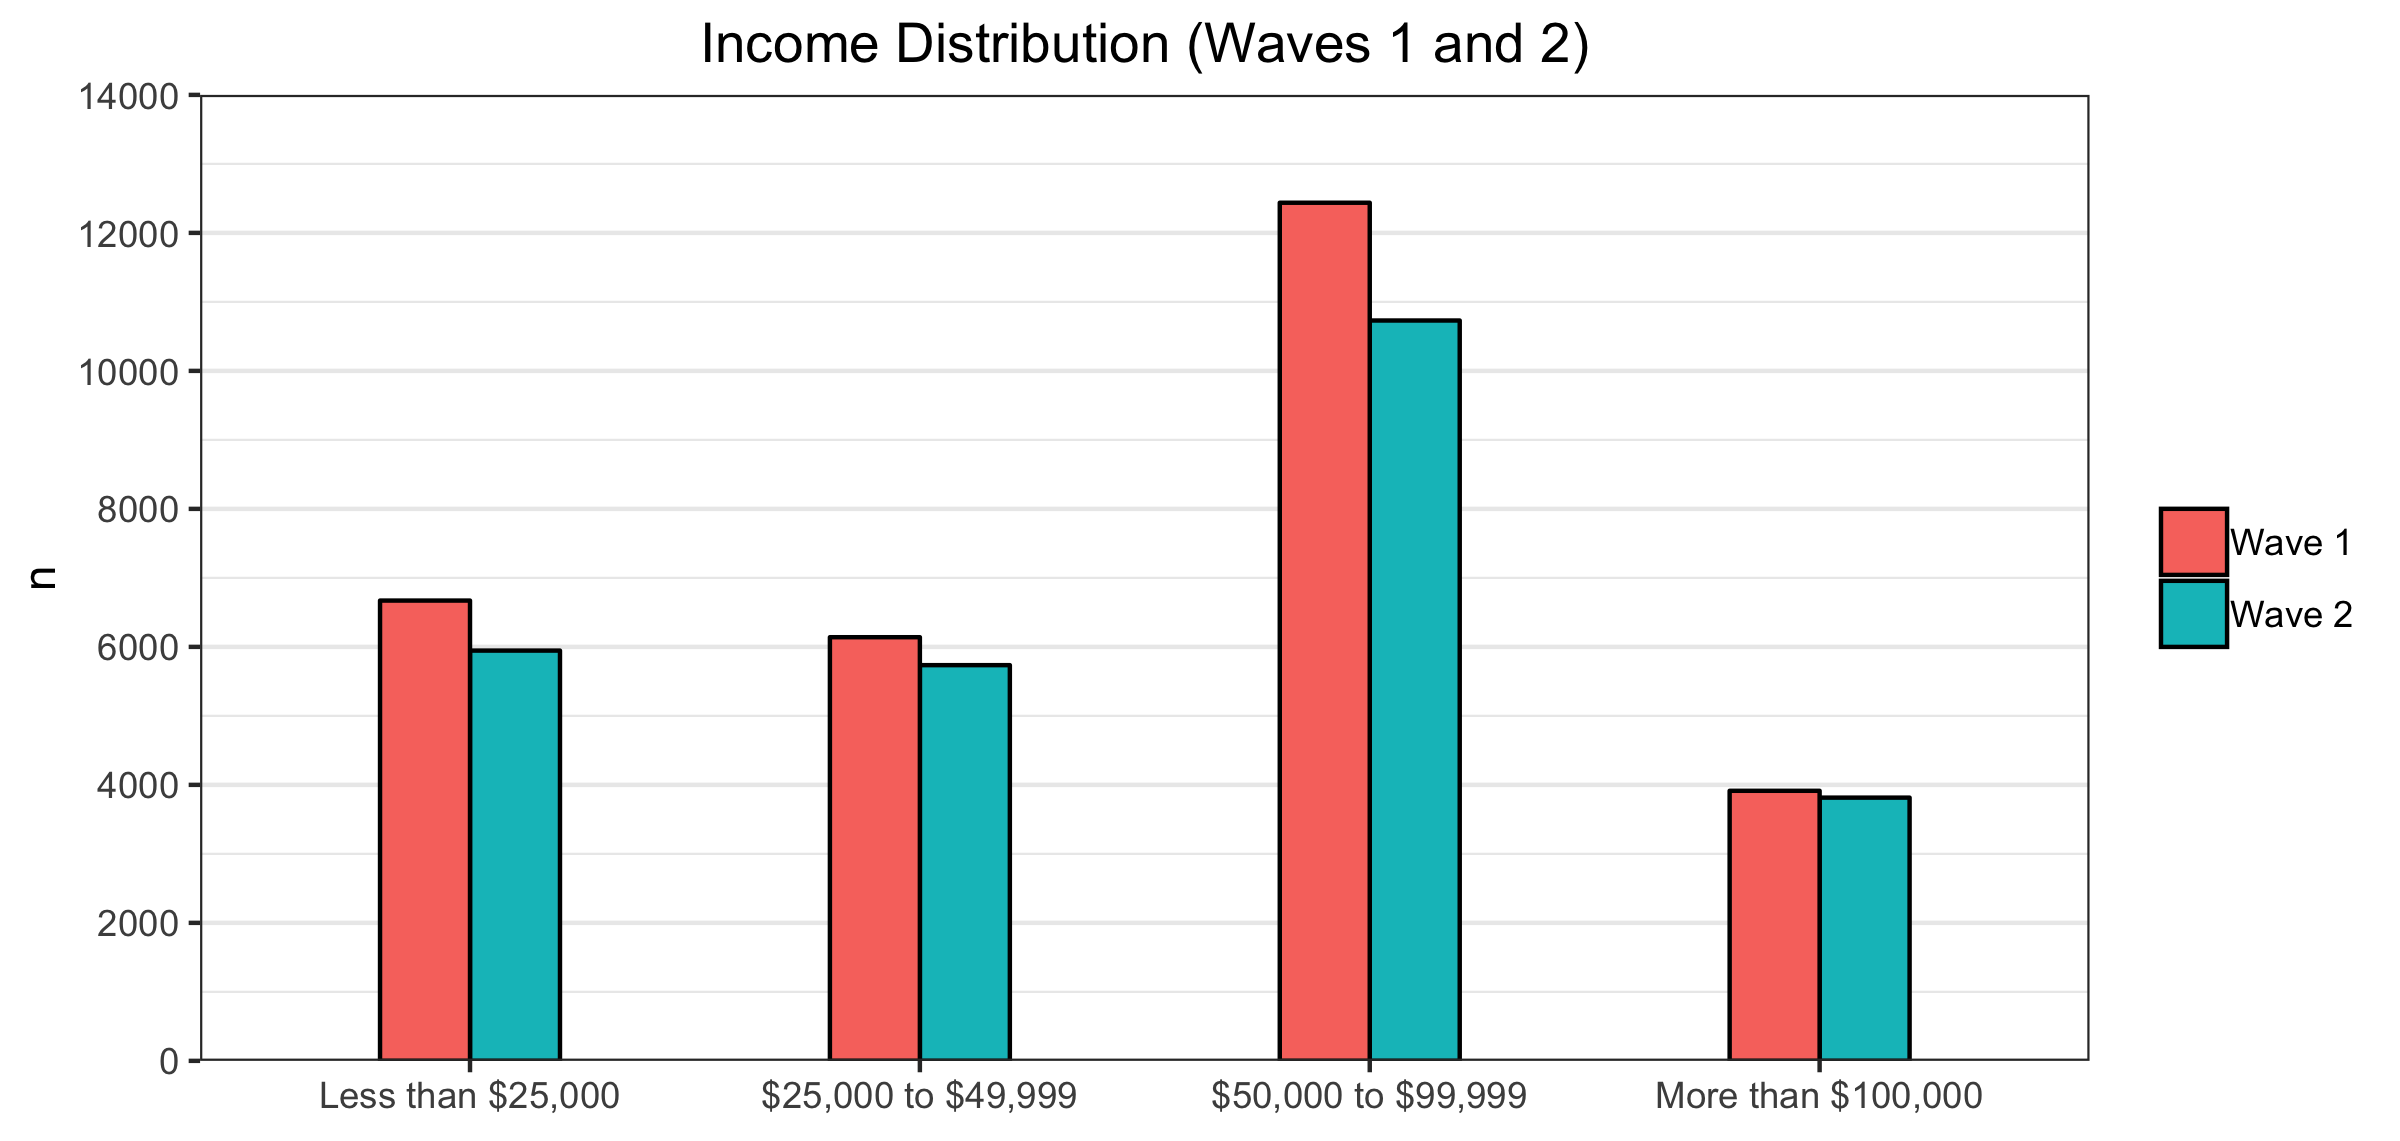 Income Distribution (Waves 1 and 2)
14000
12000
10000
8000
6000
4000
2000
0
n
Less than $25,000
$25,000 to $49,999
$50,000 to $99,999
More than $100,000
Wave 1
Wave 2